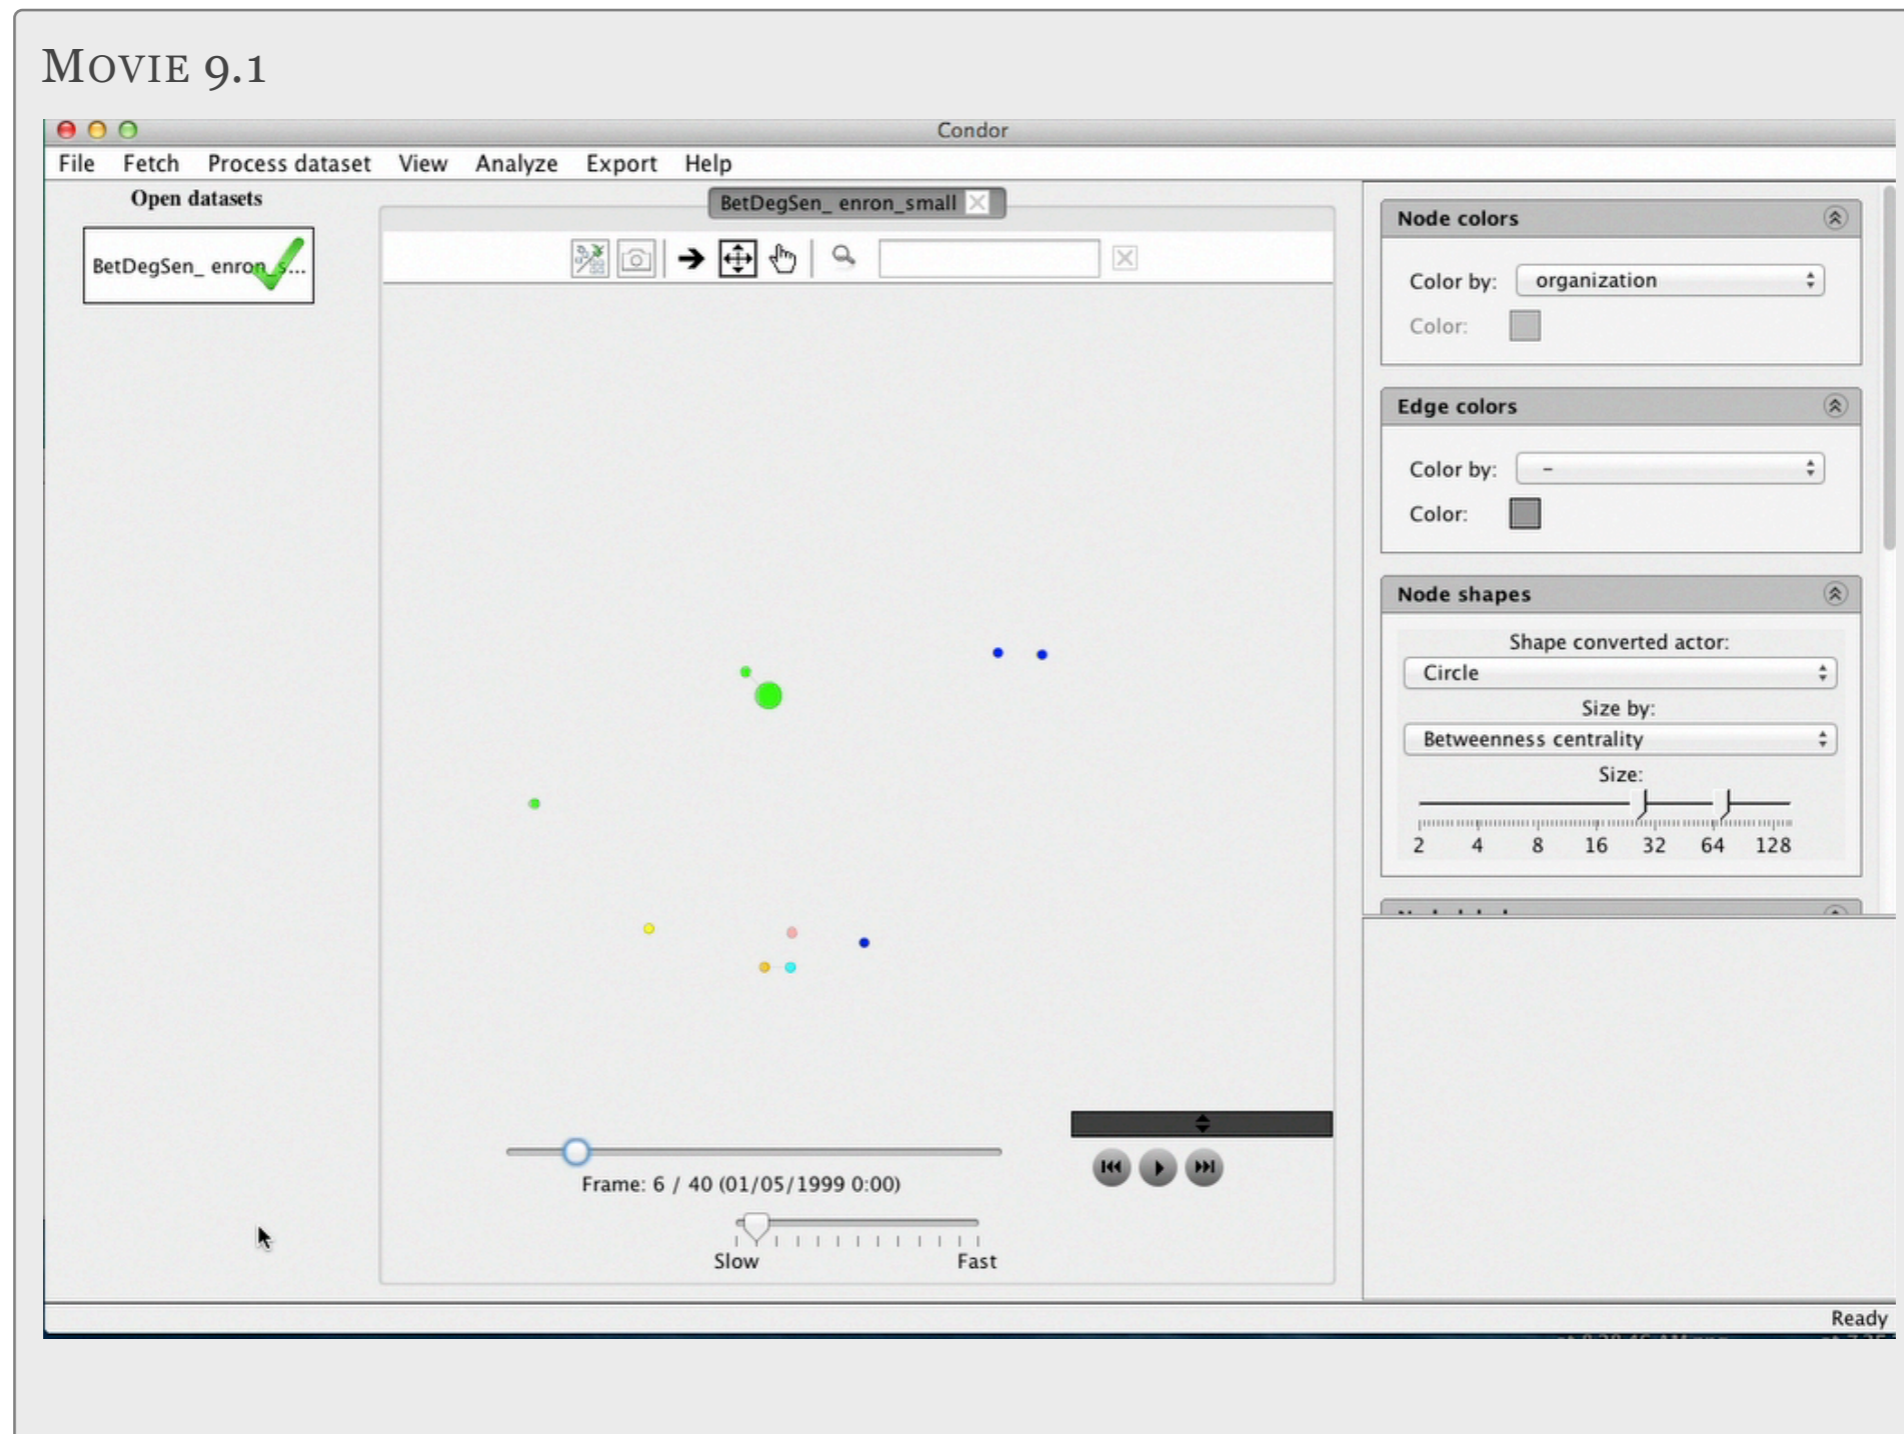 MOVIE 9.1
Condor
File Fetch Process dataset View Analyze Export Help
Open datasets
BetDegSen_ enron_s...
BetDegSen_ enron_small
Node colors
Color by: organization
Color:
Edge colors
Color by: –
Color:
Node shapes
Shape converted actor:
Circle
Size by:
Betweenness centrality
Size:
2 4 8 16 32 64 128
Frame: 6 / 40 (01/05/1999 0:00)
Slow Fast
Ready